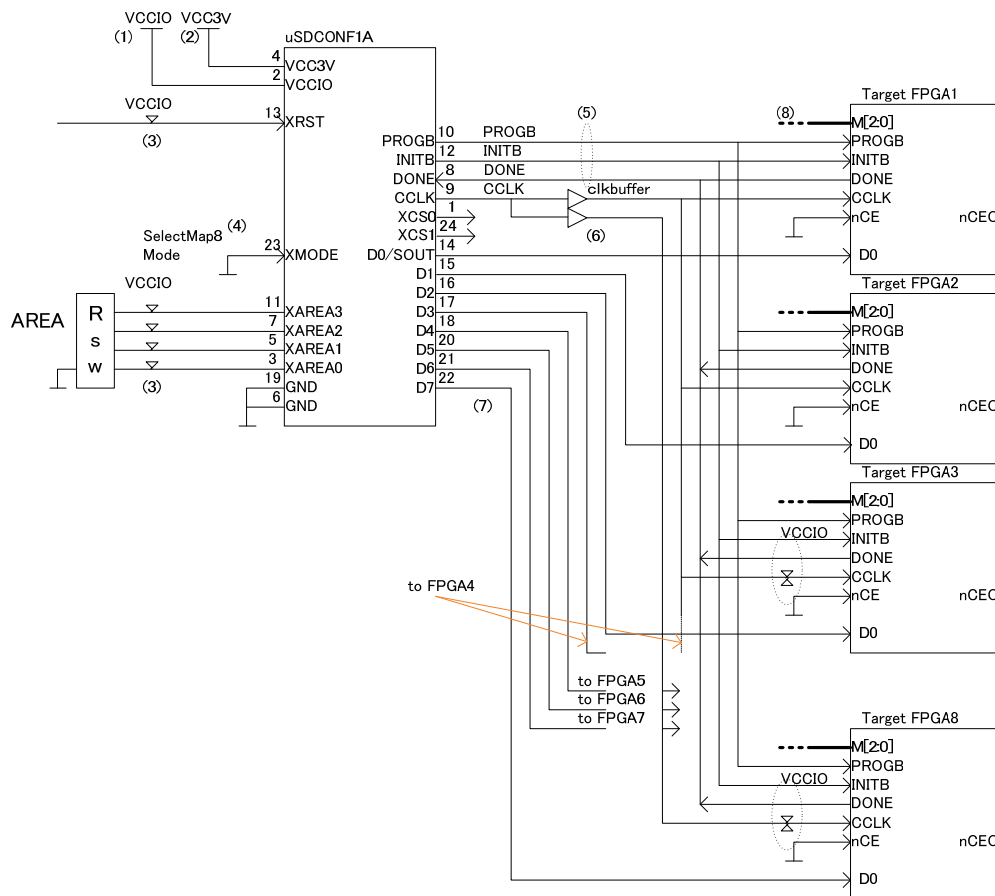 VCCIO
VCC3V
(1)
(2)
uSDCONF1A
4
VCC3V
2
VCCIO
VCCIO
13
XRST
(3)
(4)
SelectMap8
Mode
23
XMODE
VCCIO
AREA
R
s
w
11
XAREA3
7
XAREA2
5
XAREA1
3
XAREA0
(3)
19
GND
6
GND
PROGB
10
PROGB
INITB
12
INITB
DONE
8
DONE
CCLK
9
CCLK
XCS0
1
XCS1
24
D0/SOUT
14
D1
15
D2
16
D3
17
D4
18
D5
20
D6
21
D7
22
(5)
clkbuffer
(6)
(7)
(8)
Target FPGA1
M[2:0]
PROGB
INITB
DONE
CCLK
nCE
nCEO
D0
Target FPGA2
M[2:0]
PROGB
INITB
DONE
CCLK
nCE
nCEO
D0
Target FPGA3
M[2:0]
PROGB
VCCIO
INITB
DONE
CCLK
nCE
nCEO
D0
to FPGA4
to FPGA5
to FPGA6
to FPGA7
Target FPGA8
M[2:0]
PROGB
VCCIO
INITB
DONE
CCLK
nCE
nCEO
D0